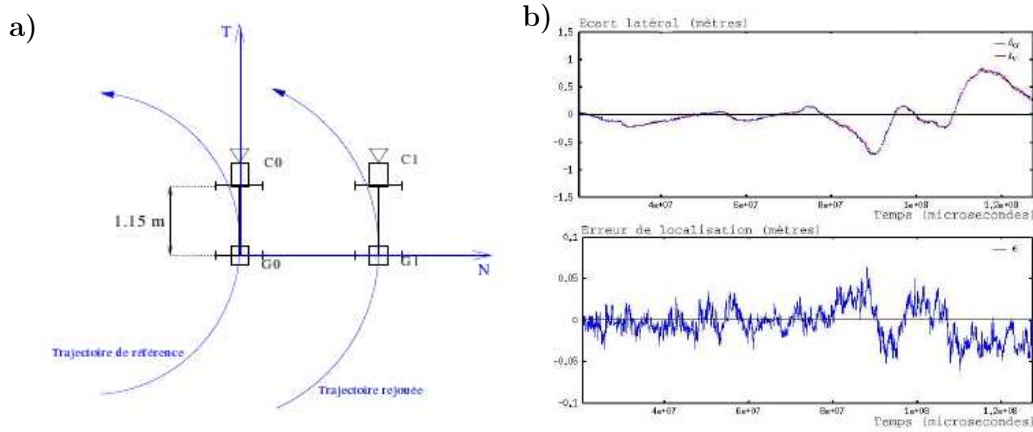 a)
T
C0
C1
1.15 m
G0
G1
N
Trajectoire de référence
Trajectoire rejouée
b)
Ecart latéral (mètres)
1.5
1
0.5
0
-0.5
-1
-1.5
4e+07
6e+07
8e+07
1e+08
1.2e+08
Temps (microsecondes)
Erreur de localisation (mètres)
0.1
0.05
0
-0.05
-0.1
ϵ
4e+07
6e+07
8e+07
1e+08
1.2e+08
Temps (microsecondes)